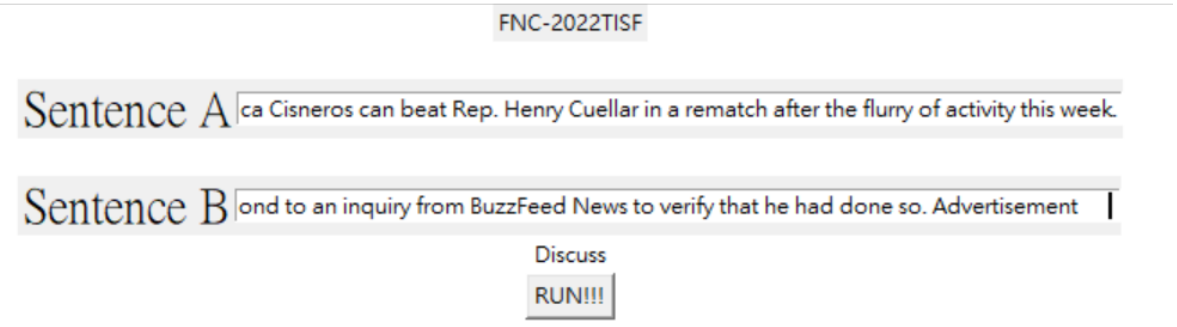 FNC-2022TISF
Sentence A ca Cisneros can beat Rep. Henry Cuellar in a rematch after the flurry of activity this week.
Sentence B ond to an inquiry from BuzzFeed News to verify that he had done so. Advertisement
Discuss
RUN!!!